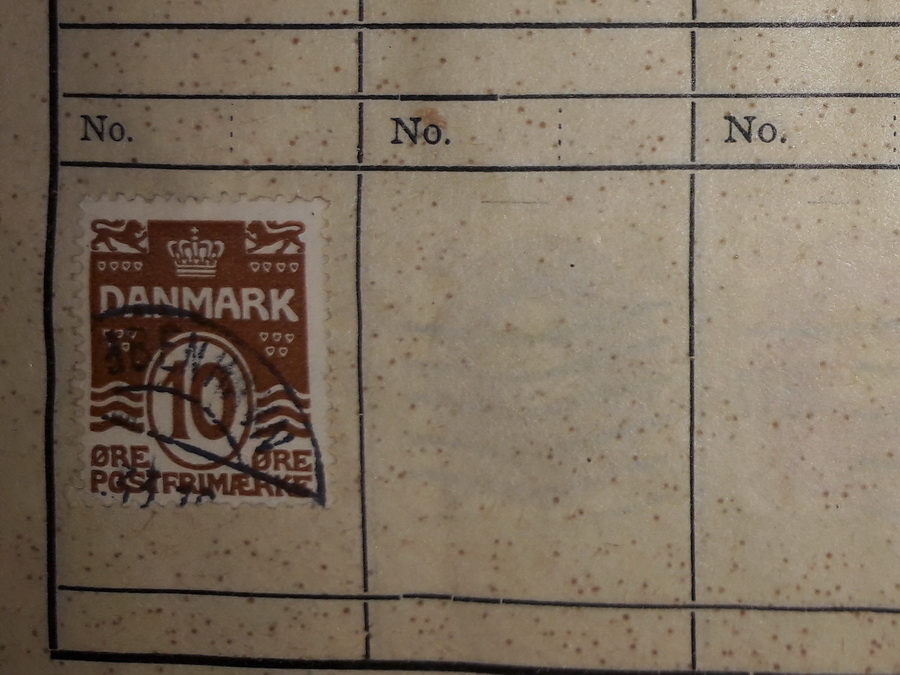 No. No. No.
DANMARK
10
ØRE ØRE
POSTFRIMÆRKE